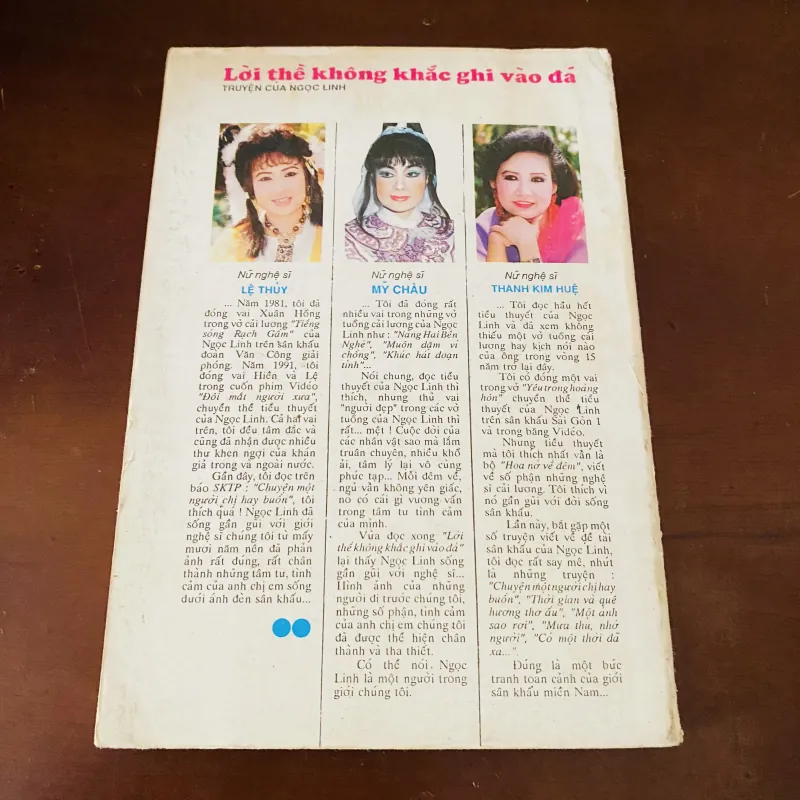 Lời thề không khắc ghi vào đá
TRUYỆN CỦA NGỌC LINH
Nữ nghệ sĩ
LỆ THỦY
... Năm 1981, tôi đã
đóng vai Xuân Hồng
trong vở cải lương "Tiếng
sóng Rạch Gầm" của
Ngọc Linh trên sân khấu
đoàn Văn Công giải
phóng. Năm 1991, tôi
đóng vai Hiền và Lệ
trong cuốn phim Vidéo
"Đôi mắt người xưa",
chuyển thể tiểu thuyết
của Ngọc Linh. Cả hai vai
trên, tôi đều tâm đắc và
cũng đã nhận được nhiều
thư khen ngợi của khán
giả trong và ngoài nước.
Gần đây, tôi đọc trên
báo SKTP : "Chuyện một
người chị hay buồn", tôi
thích quá ! Ngọc Linh đã
sống gần gũi với giới
nghệ sĩ chúng tôi từ mấy
mươi năm nên đã phản
ảnh rất đúng, rất chân
thành những tâm tư, tình
cảm của anh chị em sống
dưới ánh đèn sân khấu...
Nữ nghệ sĩ
MỸ CHÂU
... Tôi đã đóng rất
nhiều vai trong những vở
tuồng cải lương của Ngọc
Linh như : "Nàng Hai Bến
Nghé", "Muôn dặm vì
chồng", "Khúc hát đoạn
tình"...
Nói chung, đọc tiểu
thuyết của Ngọc Linh thì
thích, nhưng thủ vai
"người đẹp" trong các vở
tuồng của Ngọc Linh thì
rất... mệt ! Cuộc đời của
các nhân vật sao mà lắm
truân chuyên, nhiều khổ
ải, tâm lý lại vô cùng
phức tạp... Mỗi đêm về,
ngủ vẫn không yên giấc,
nó có cái gì vương vấn
trong tâm tư tình cảm
của mình.
Vừa đọc xong "Lời
thề không khắc ghi vào đá"
lại thấy Ngọc Linh sống
gần gũi với nghệ sĩ...
Hình ảnh của những
người đi trước chúng tôi,
những số phận, tình cảm
của anh chị em chúng tôi
đã được thể hiện chân
thành và tha thiết.
Có thể nói, Ngọc
Linh là một người trong
giới chúng tôi.
Nữ nghệ sĩ
THANH KIM HUỆ
... Tôi đọc hầu hết
tiểu thuyết của Ngọc
Linh và đã xem không
thiếu một vở tuồng cải
lương hay kịch nói nào
của ông trong vòng 15
năm trở lại đây.
Tôi có đóng một vai
trong vở "Yêu trong hoàng
hôn" chuyển thể tiểu
thuyết của Ngọc Linh
trên sân khấu Sài Gòn 1
và trong băng Vidéo.
Nhưng tiểu thuyết
mà tôi thích nhất vẫn là
bộ "Hoa nở về đêm", viết
về số phận những nghệ
sĩ cải lương. Tôi thích vì
nó gần gũi với đời sống
sân khấu.
Lần này, bắt gặp một
số truyện viết về đề tài
sân khấu của Ngọc Linh,
tôi đọc rất say mê, nhứt
là những truyện :
"Chuyện một người chị hay
buồn", "Thời gian và quê
hương thơ ấu", "Một ánh
sao rơi", "Mưa thu, nhớ
người", "Có một thời đã
xa...".
Đúng là một bức
tranh toàn cảnh của giới
sân khấu miền Nam...